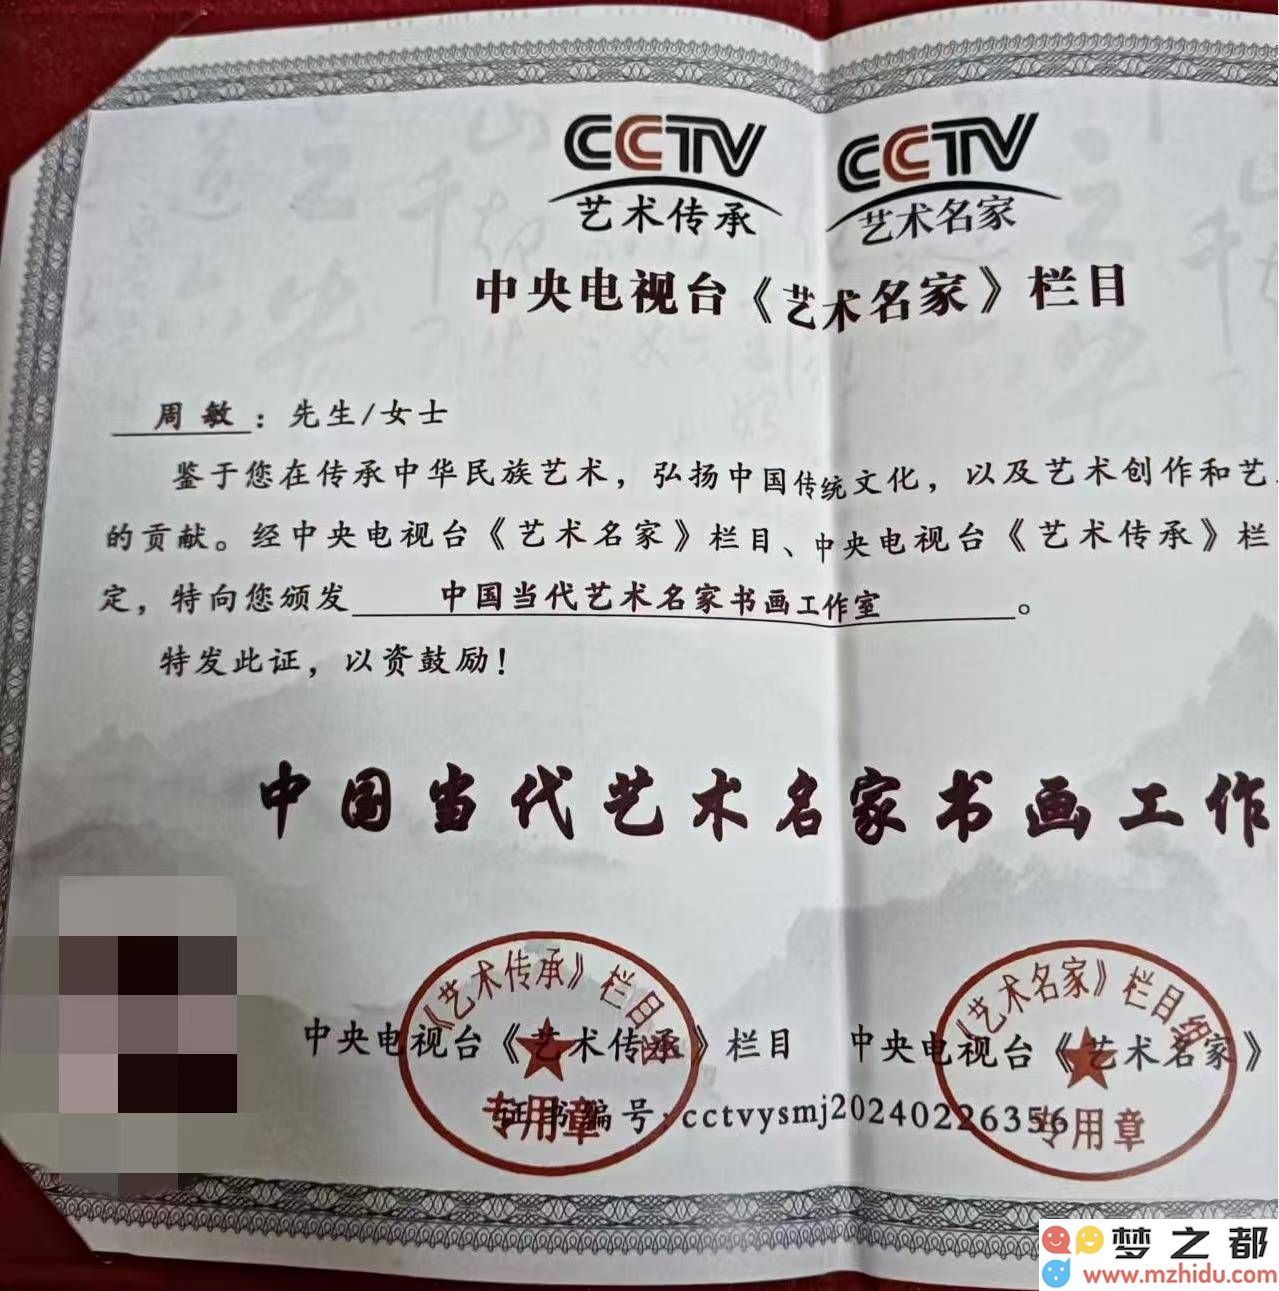 CCTV CCTV
艺术传承 艺术名家
中央电视台《艺术名家》栏目
周敏：先生/女士
鉴于您在传承中华民族艺术，弘扬中国传统文化，以及艺术创作和艺
的贡献。经中央电视台《艺术名家》栏目、中央电视台《艺术传承》栏
定，特向您颁发 中国当代艺术名家书画工作室。
特发此证，以资鼓励！
中国当代艺术名家书画工作
《艺术传承》栏目
《艺术名家》栏目组
中央电视台《艺术传承》栏目 中央电视台《艺术名家》
证书编号：cctvysmj20240226356
专用章
专用章
梦之都
www.mzhidu.com